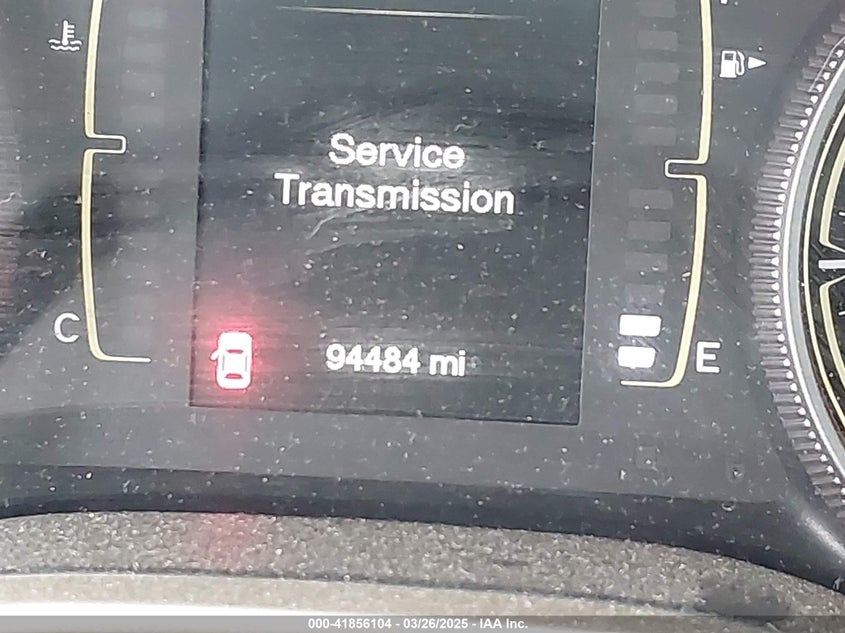 Service
Transmission
C
94484 mi
E
000-41856104 - 03/26/2025 - IAA Inc.